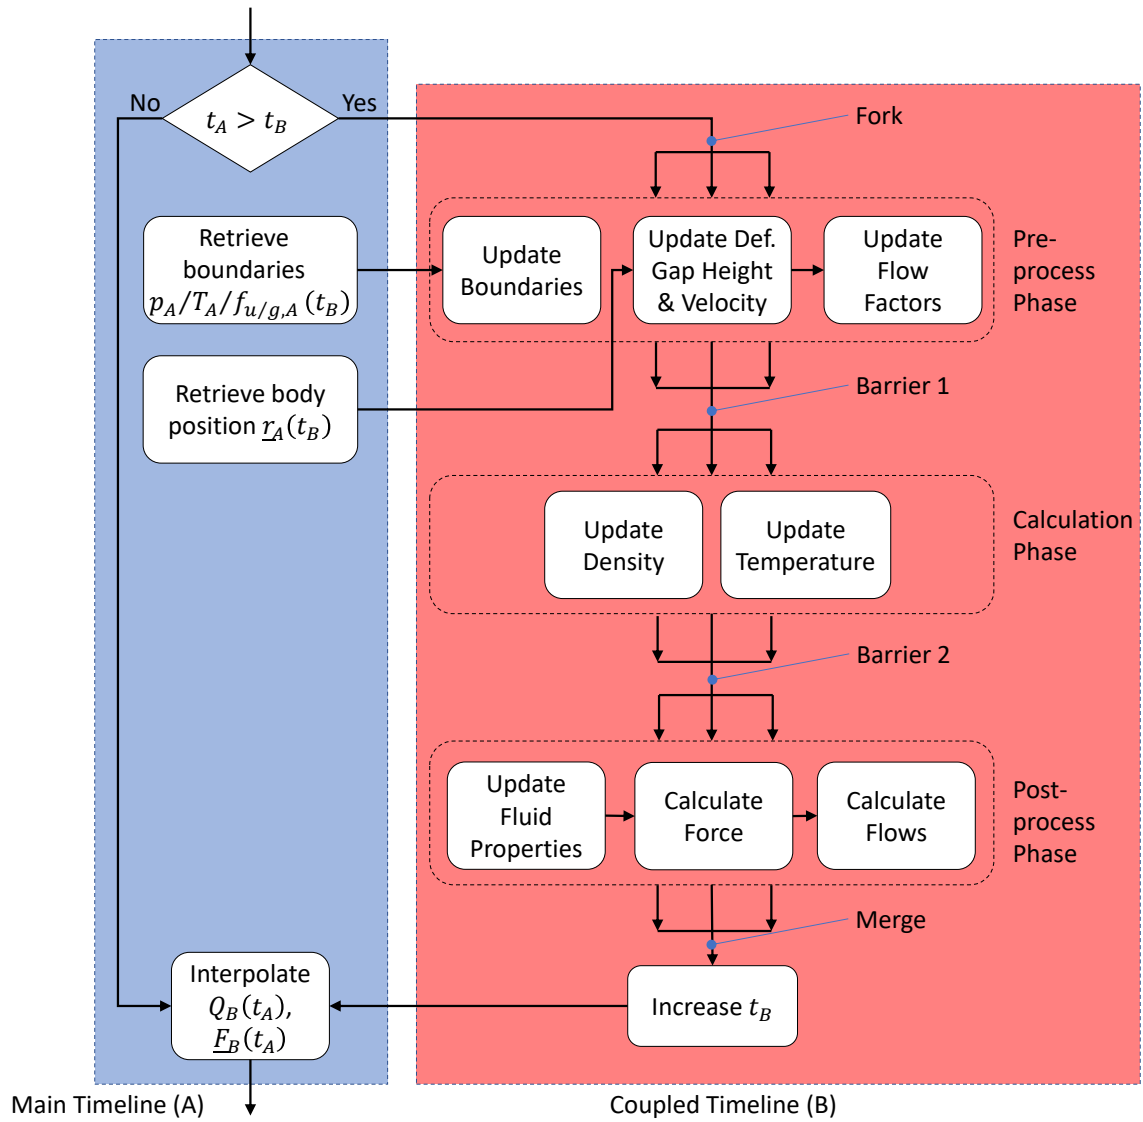 No
Yes
t_A > t_B
Fork
Retrieve
boundaries
p_A/T_A/f_{u/g,A} (t_B)
Update
Boundaries
Update Def.
Gap Height
& Velocity
Update
Flow
Factors
Pre-
process
Phase
Retrieve body
position r_A(t_B)
Barrier 1
Update
Density
Update
Temperature
Calculation
Phase
Barrier 2
Update
Fluid
Properties
Calculate
Force
Calculate
Flows
Post-
process
Phase
Merge
Interpolate
Q_B(t_A),
F_B(t_A)
Increase t_B
Main Timeline (A)
Coupled Timeline (B)